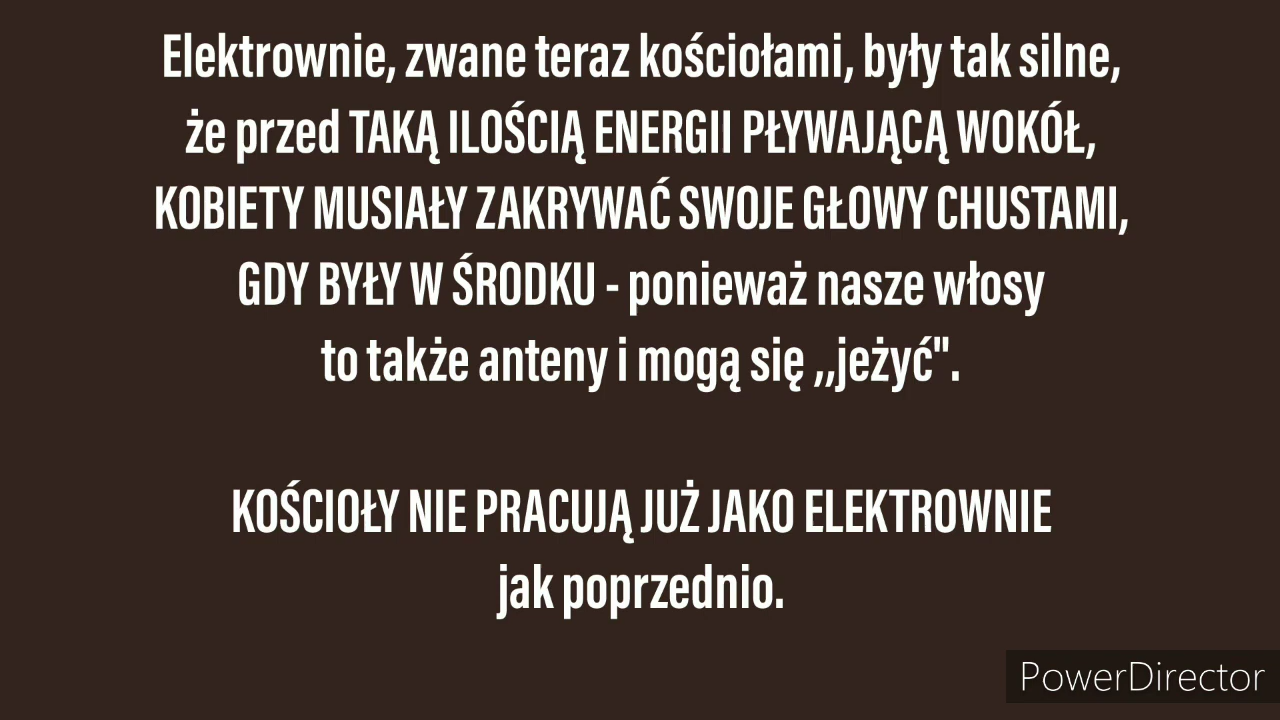 Elektrownie, zwane teraz kościołami, były tak silne,
że przed TAKĄ ILOŚCIĄ ENERGII PŁYWAJĄCĄ WOKÓŁ,
KOBIETY MUSIAŁY ZAKRYWAĆ SWOJE GŁOWY CHUSTAMI,
GDY BYŁY W ŚRODKU - ponieważ nasze włosy
to także anteny i mogą się ,,jeżyć".
KOŚCIOŁY NIE PRACUJĄ JUŻ JAKO ELEKTROWNIE
jak poprzednio.
PowerDirector